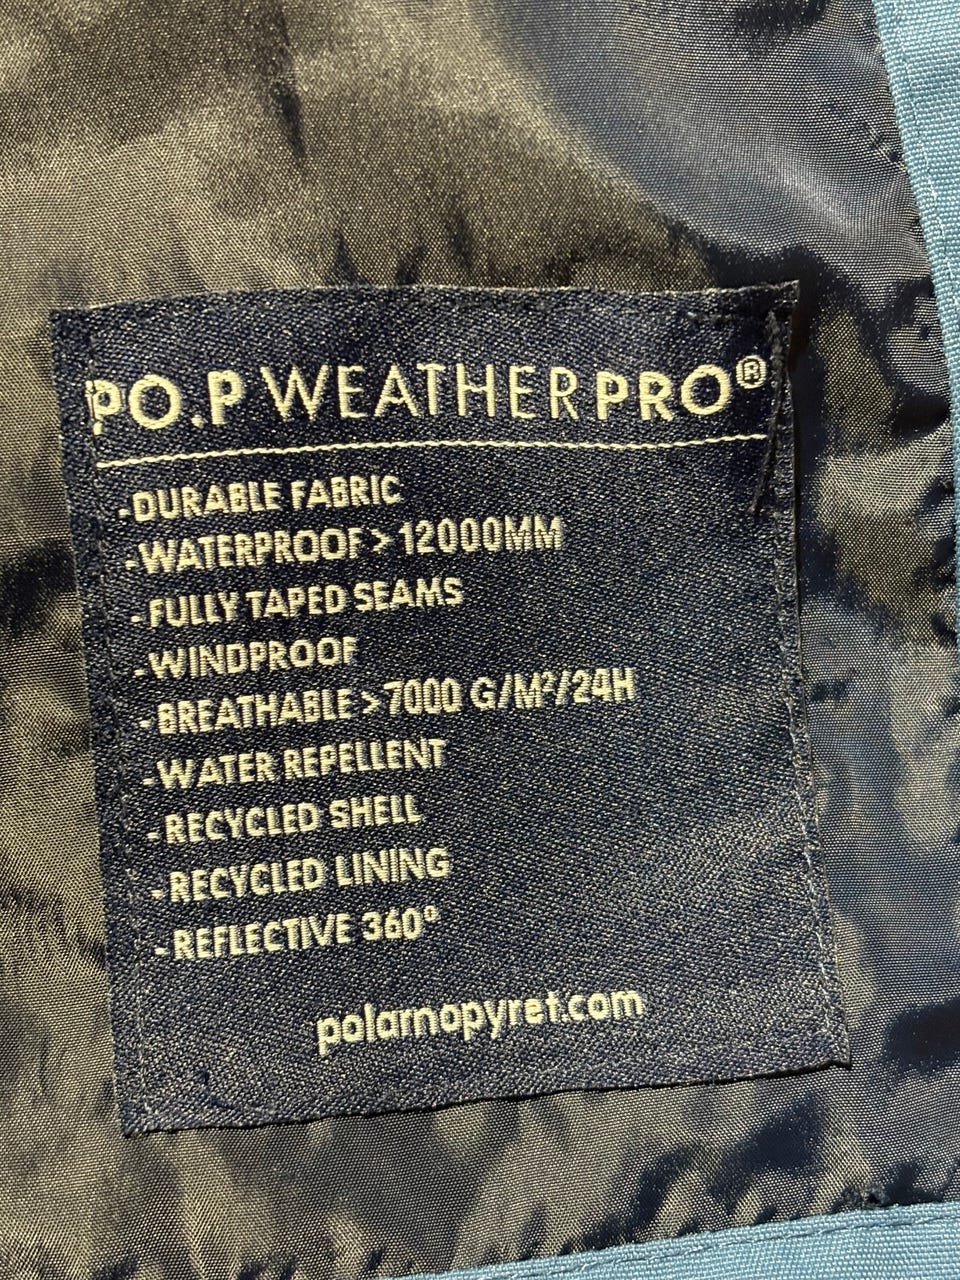 PO.P WEATHERPRO®
-DURABLE FABRIC
-WATERPROOF > 12000MM
-FULLY TAPED SEAMS
-WINDPROOF
-BREATHABLE > 7000 G/M²/24H
-WATER REPELLENT
-RECYCLED SHELL
-RECYCLED LINING
-REFLECTIVE 360°
polarnopyret.com